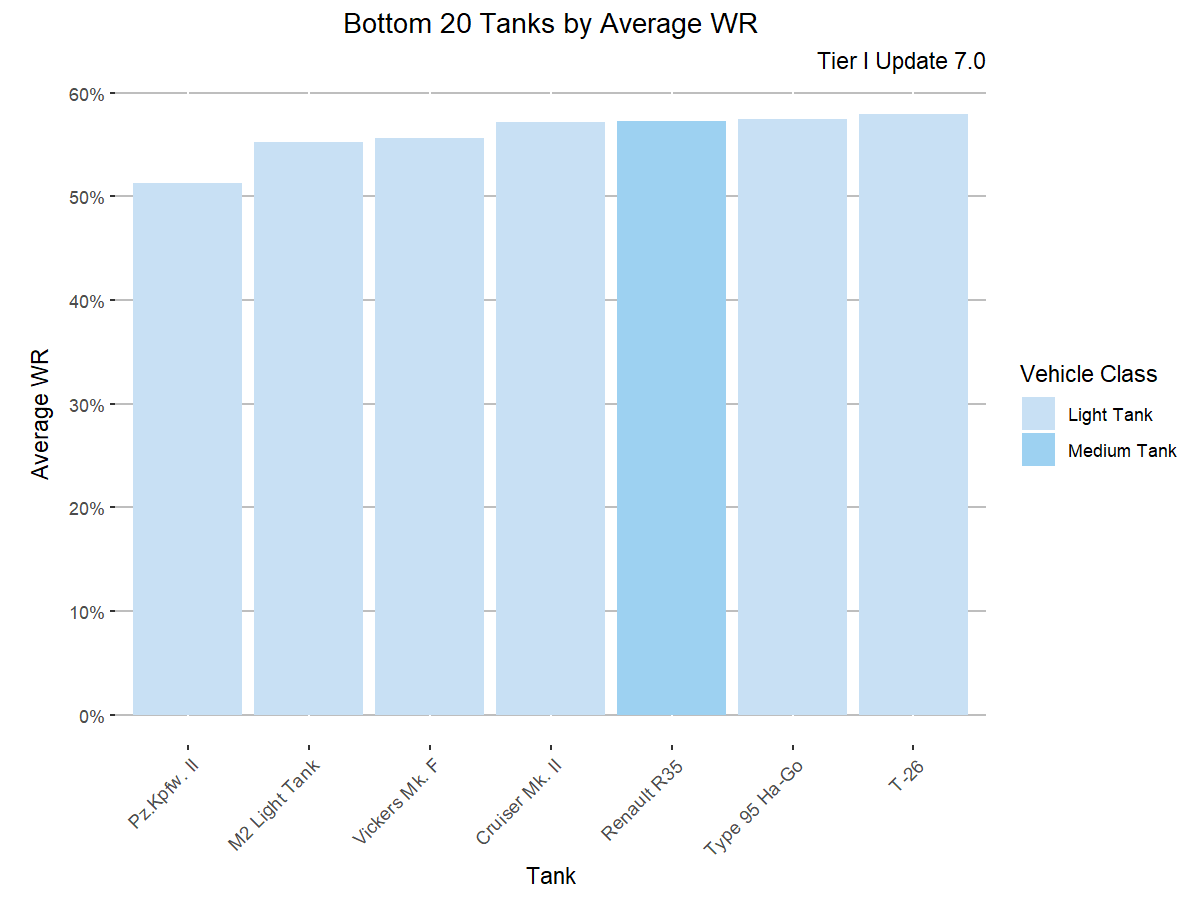 Bottom 20 Tanks by Average WR
Tier I Update 7.0
60%
50%
40%
30%
20%
10%
0%
Average WR
Pz.Kpfw. II
M2 Light Tank
Vickers Mk. F
Cruiser Mk. II
Renault R35
Type 95 Ha-Go
T-26
Tank
Vehicle Class
Light Tank
Medium Tank